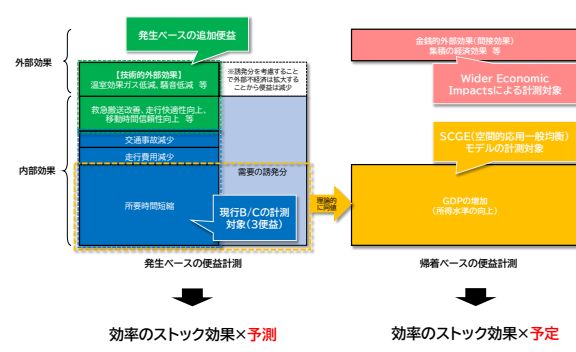 発生ベースの追加便益
外部効果
【技術的外部効果】
温室効果ガス低減、騒音低減 等
※誘発分を考慮すること
で外部不経済は拡大する
ことから便益は減少
救急搬送改善、走行快適性向上、
移動時間信頼性向上 等
交通事故減少
走行費用減少
内部効果
需要の誘発分
所要時間短縮
現行B/Cの計測
対象(3便益)
発生ベースの便益計測
効率のストック効果×予測
理論的
に同値
金銭的外部効果(間接効果)
集積の経済効果 等
Wider Economic
Impactsによる計測対象
SCGE(空間的応用一般均衡)
モデルの計測対象
GDPの増加
(所得水準の向上)
帰着ベースの便益計測
効率のストック効果×予定